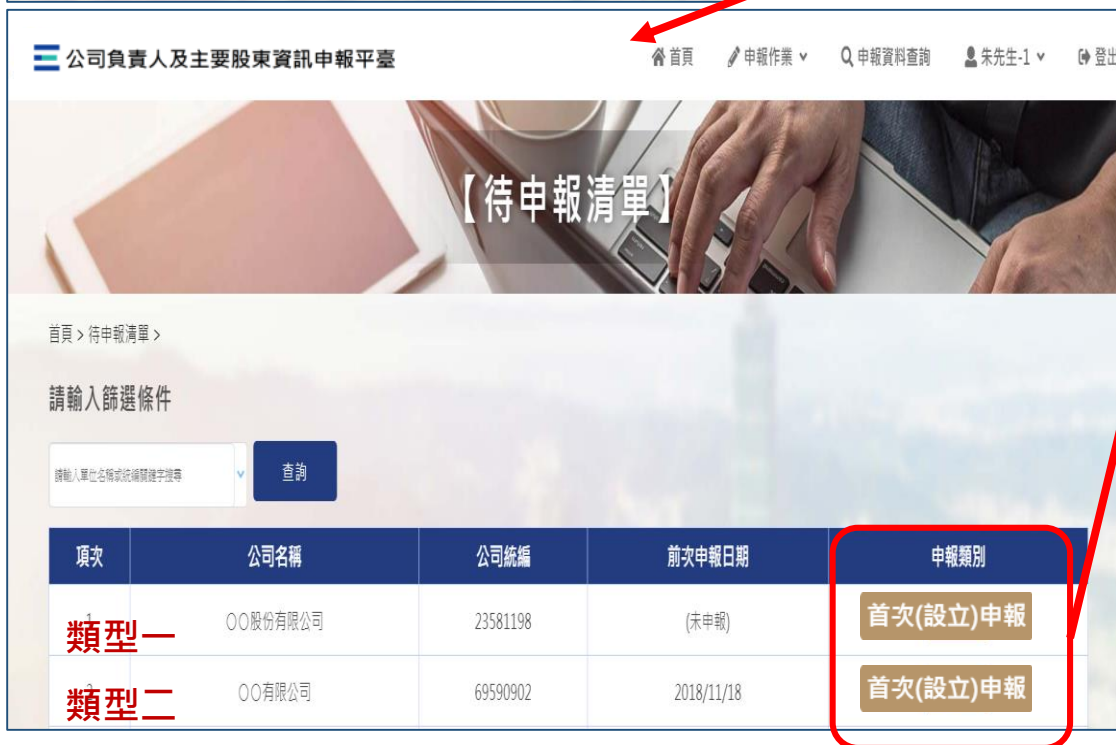 公司負責人及主要股東資訊申報平臺
首頁 申報作業 申報資料查詢 朱先生-1 登出
【待申報清單】
首頁 > 待申報清單 >
請輸入篩選條件
請輸入單位名稱或統編關鍵字搜尋 查詢
項次 公司名稱 公司統編 前次申報日期 申報類別
類型一 ○○股份有限公司 23581198 (未申報) 首次(設立)申報
類型二 ○○有限公司 69590902 2018/11/18 首次(設立)申報